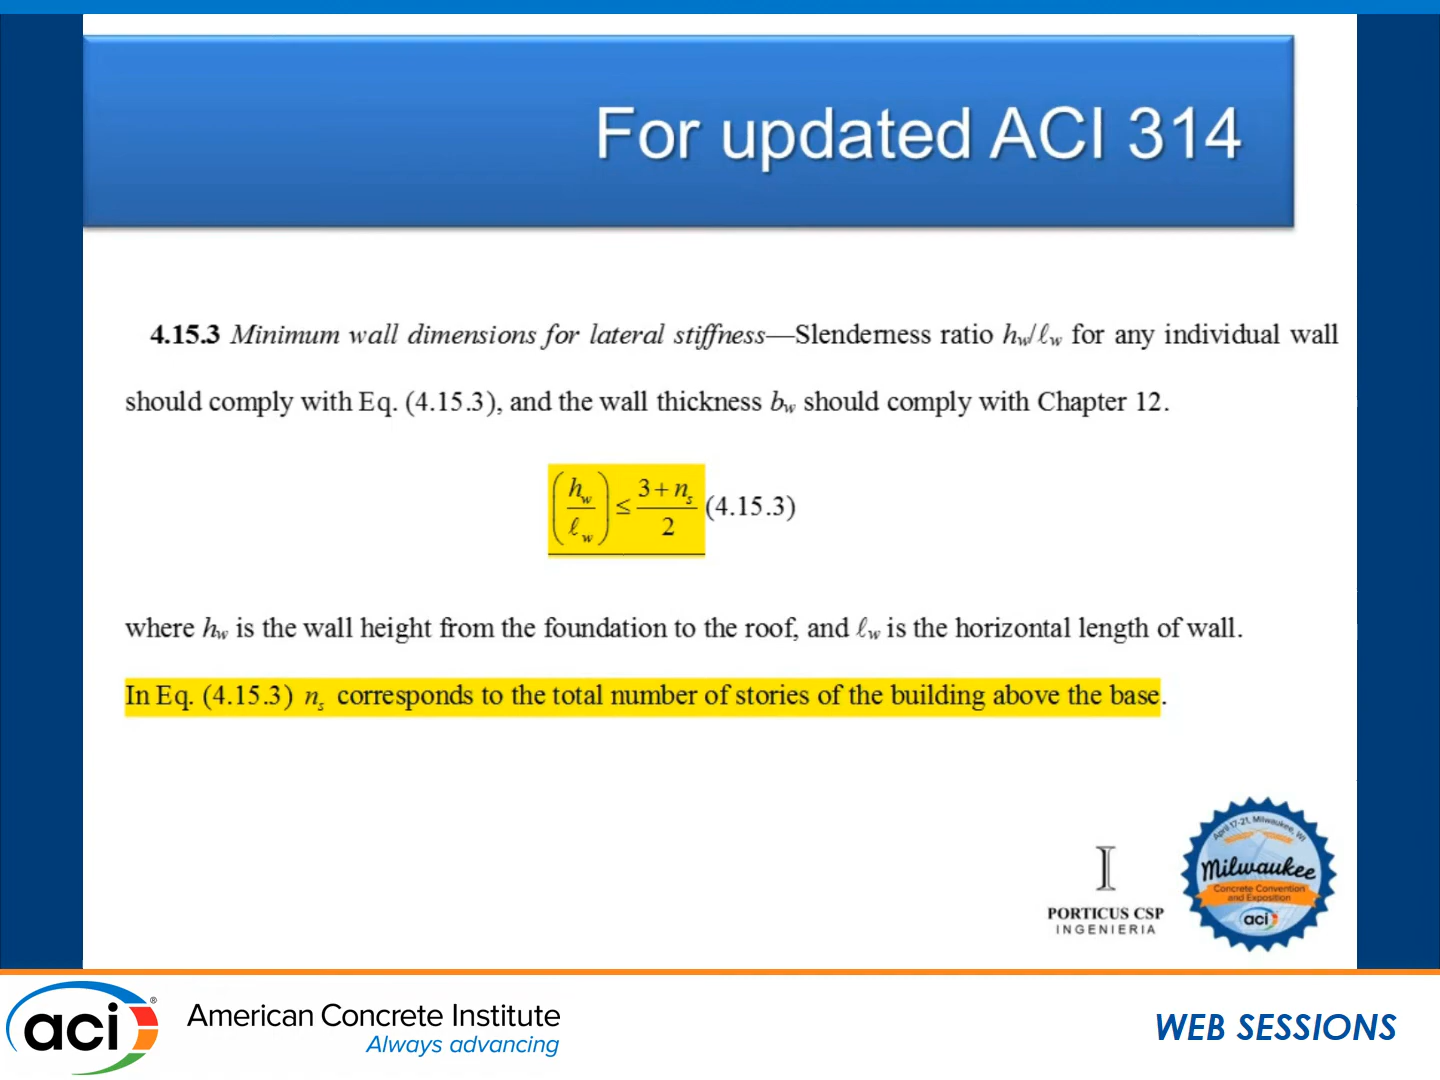 For updated ACI 314
4.15.3 Minimum wall dimensions for lateral stiffness—Slenderness ratio hw/ℓw for any individual wall
should comply with Eq. (4.15.3), and the wall thickness bw should comply with Chapter 12.
(hw/ℓw) ≤ (3+ns)/2 (4.15.3)
where hw is the wall height from the foundation to the roof, and ℓw is the horizontal length of wall.
In Eq. (4.15.3) ns corresponds to the total number of stories of the building above the base.
PORTICUS CSP
INGENIERIA
April 17-21, Milwaukee, WI
Milwaukee
Concrete Convention
and Exposition
aci
aci®
American Concrete Institute
Always advancing
WEB SESSIONS